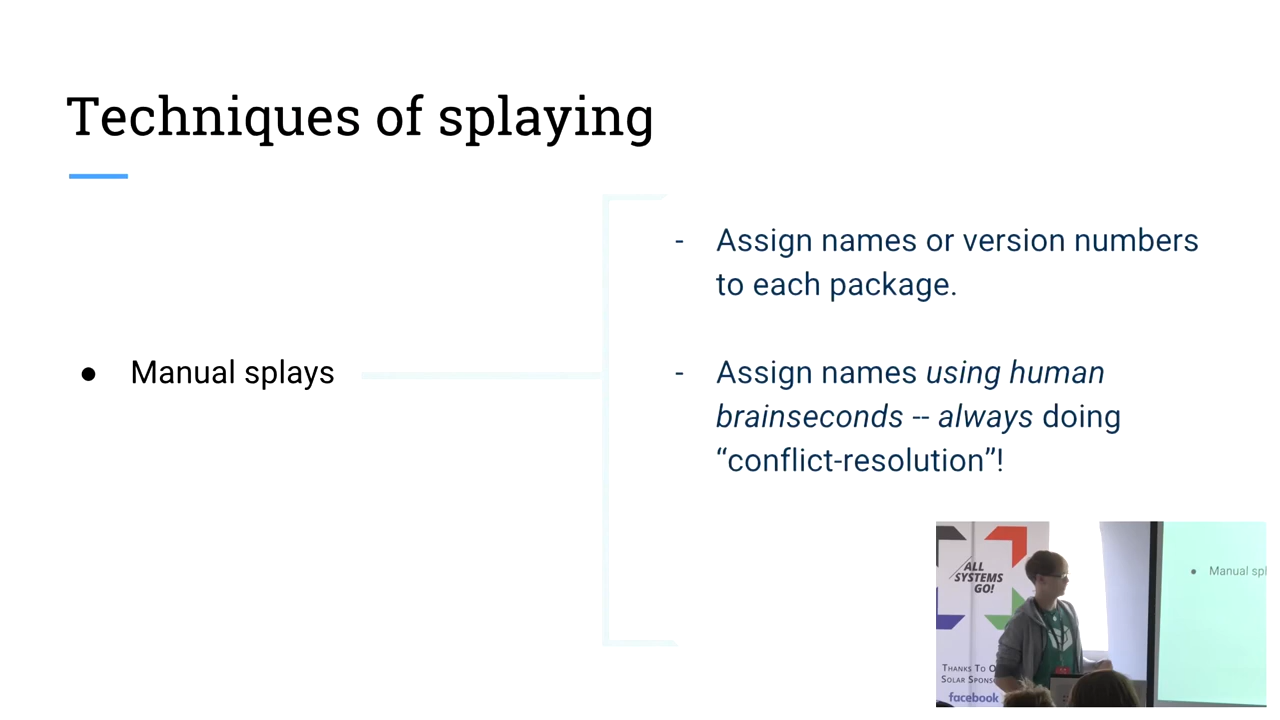 Techniques of splaying
● Manual splays
- Assign names or version numbers
to each package.
- Assign names using human
brainseconds -- always doing
“conflict-resolution”!
ALL
SYSTEMS
GO!
THANKS TO
SOLAR
facebook
● Manual spl